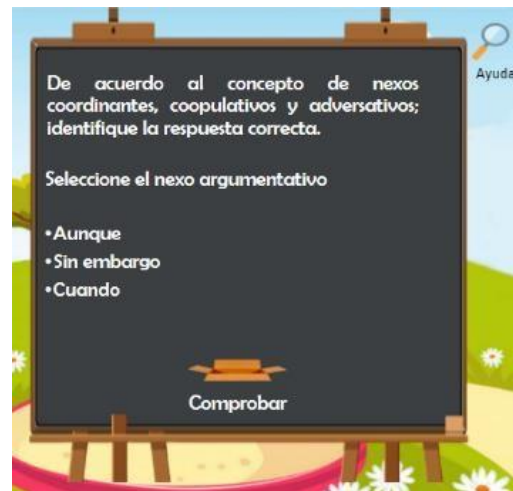 De acuerdo al concepto de nexos
coordinantes, coopulativos y adversativos;
identifique la respuesta correcta.
Seleccione el nexo argumentativo
•Aunque
•Sin embargo
•Cuando
Comprobar
Ayuda